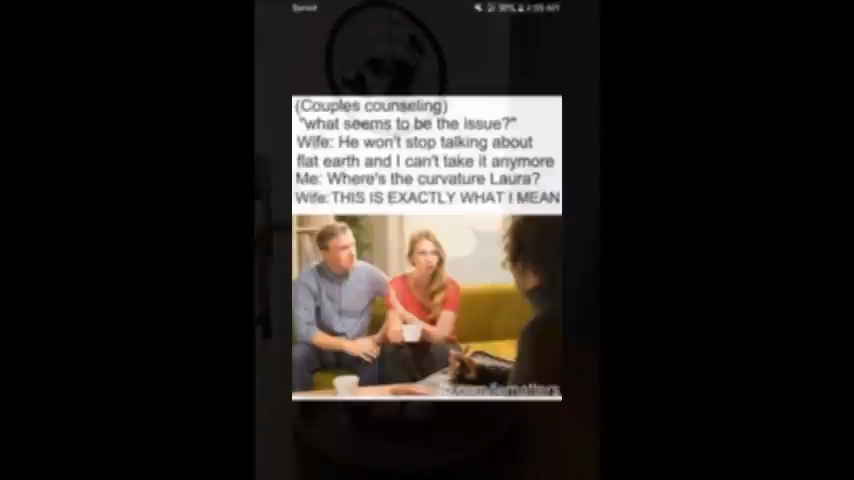 (Couples counseling)
"what seems to be the issue?"
Wife: He won't stop talking about
flat earth and I can't take it anymore
Me: Where's the curvature Laura?
Wife:THIS IS EXACTLY WHAT I MEAN